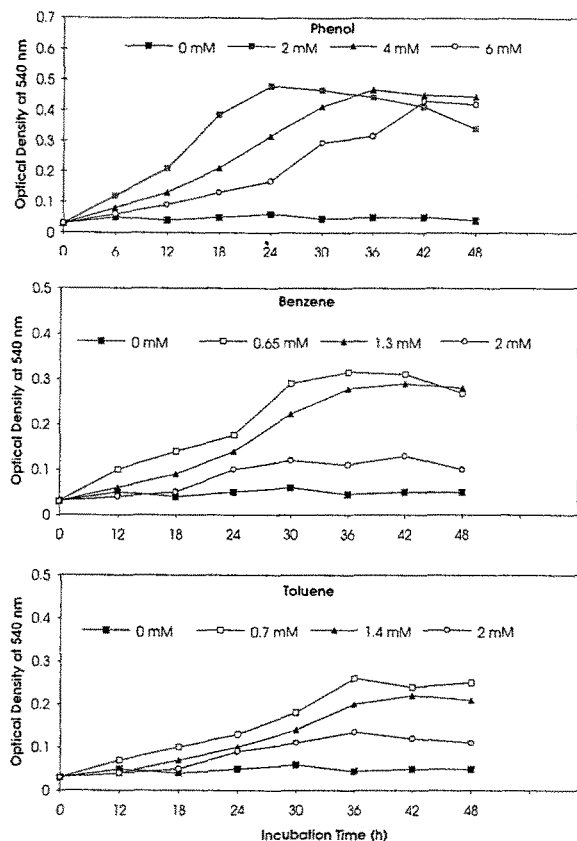 Phenol
0 mM 2 mM 4 mM 6 mM
Optical Density at 540 nm
0.7
0.6
0.5
0.4
0.3
0.2
0.1
0
0 6 12 18 24 30 36 42 48
Benzene
0 mM 0.65 mM 1.3 mM 2 mM
Optical Density at 540 nm
0.5
0.4
0.3
0.2
0.1
0
0 12 18 24 30 36 42 48
Toluene
0 mM 0.7 mM 1.4 mM 2 mM
Optical Density at 540 nm
0.5
0.4
0.3
0.2
0.1
0
0 12 18 24 30 36 42 48
Incubation Time (h)